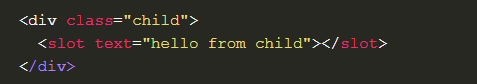 <div class="child">
  <slot text="hello from child"></slot>
</div>